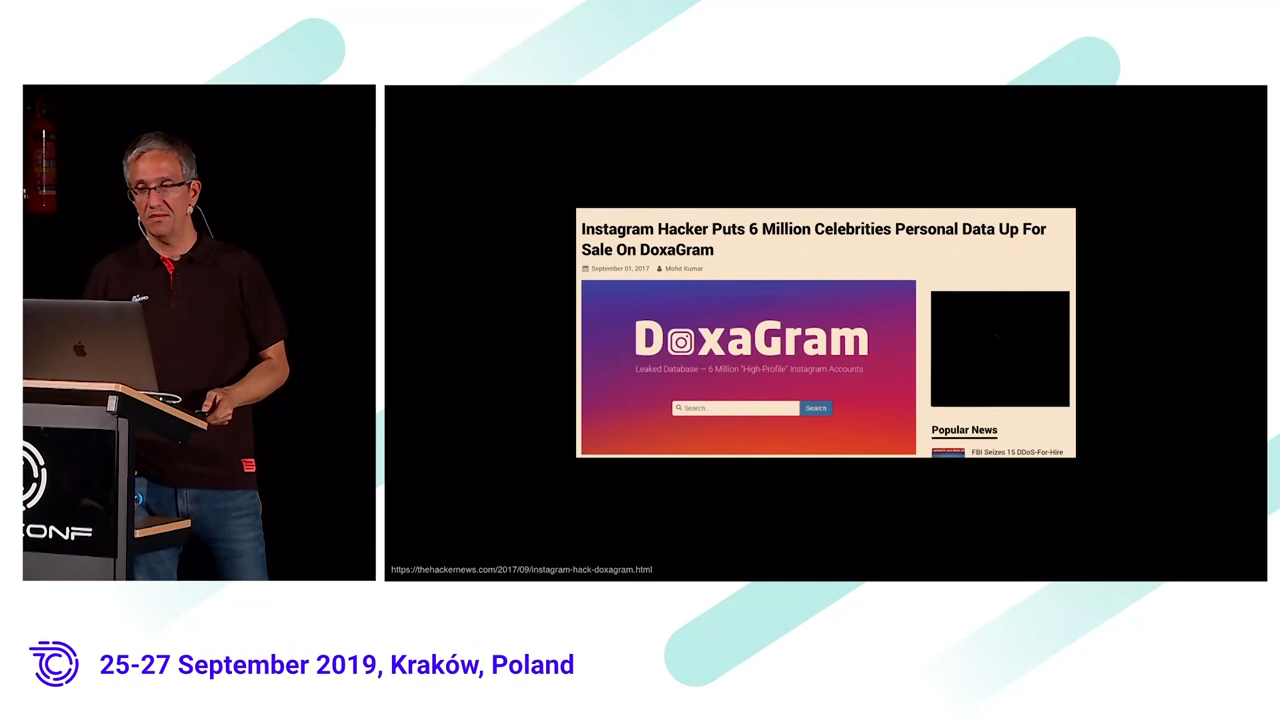 CONF
Instagram Hacker Puts 6 Million Celebrities Personal Data Up For
Sale On DoxaGram
September 01, 2017 Mohit Kumar
DoxaGram
Leaked Database — 6 Million "High-Profile" Instagram Accounts
Search..
Search
Popular News
FBI Seizes 15 DDoS-For-Hire
https://thehackernews.com/2017/09/instagram-hack-doxagram.html
25-27 September 2019, Kraków, Poland